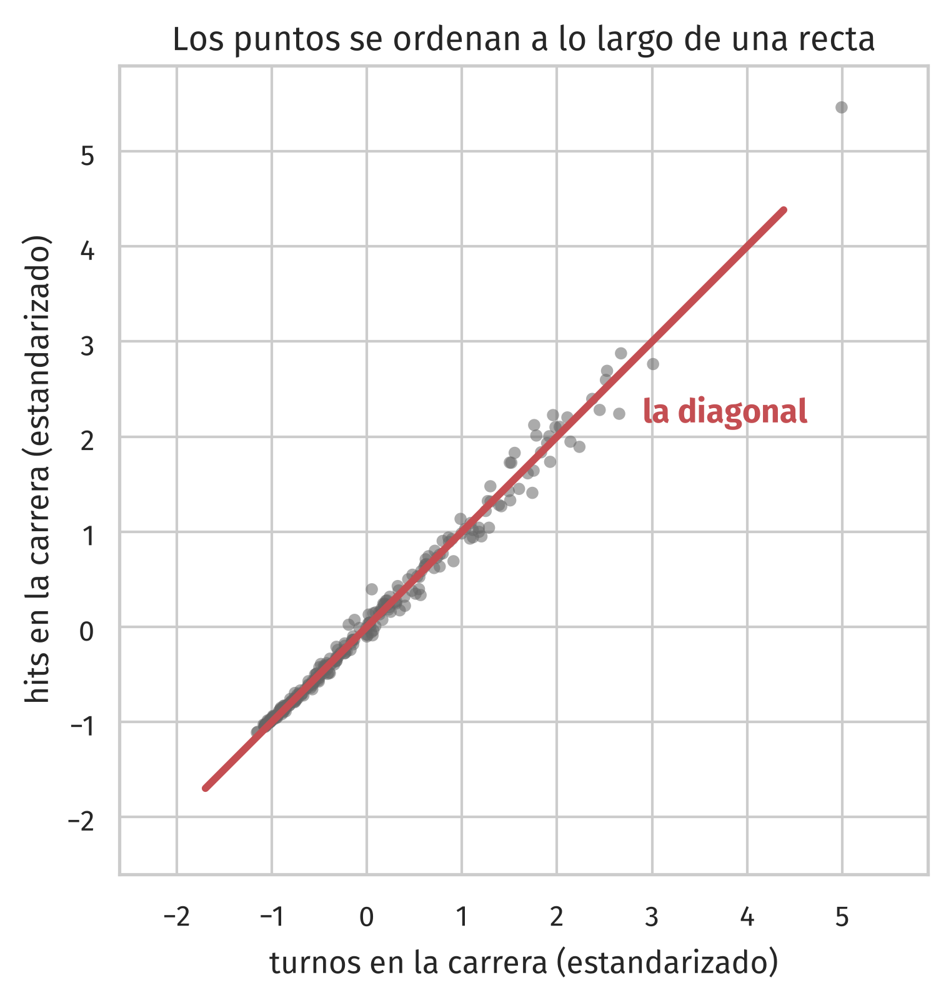 Los puntos se ordenan a lo largo de una recta
5
4
3
2
1
0
−1
−2
hits en la carrera (estandarizado)
la diagonal
−2 −1 0 1 2 3 4 5
turnos en la carrera (estandarizado)